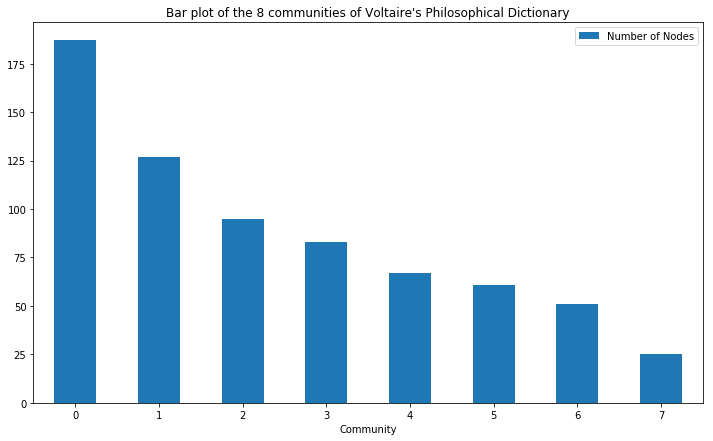 Bar plot of the 8 communities of Voltaire's Philosophical Dictionary
Number of Nodes
175
150
125
100
75
50
25
0
0 1 2 3 4 5 6 7
Community